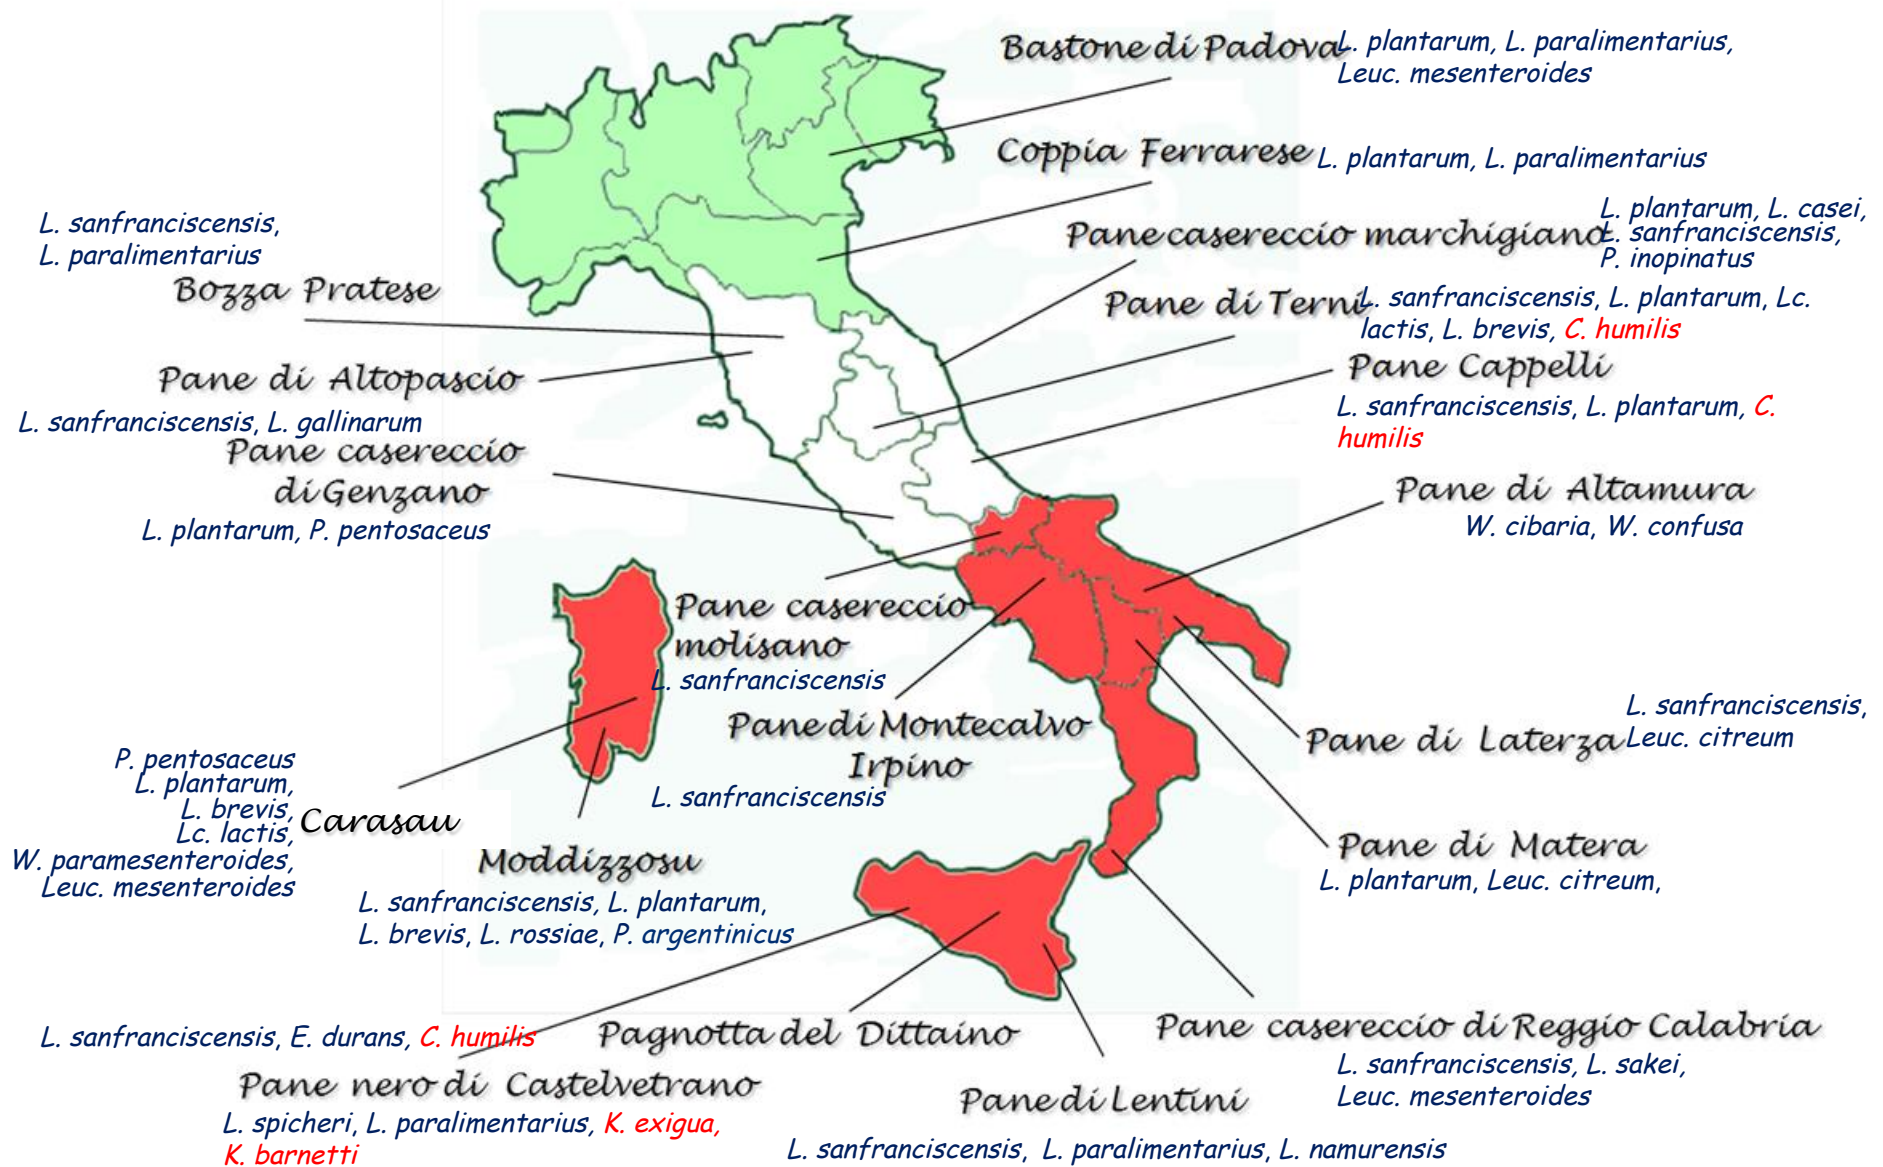 Bastone di Padova
L. plantarum, L. paralimentarius,
Leuc. mesenteroides
Coppia Ferrarese
L. plantarum, L. paralimentarius
Pane casereccio marchigiano
L. plantarum, L. casei,
L. sanfranciscensis,
P. inopinatus
Pane di Terni
L. sanfranciscensis, L. plantarum, Lc.
lactis, L. brevis, C. humilis
Pane Cappelli
L. sanfranciscensis, L. plantarum, C.
humilis
Pane di Altamura
W. cibaria, W. confusa
L. sanfranciscensis,
L. paralimentarius
Bozza Pratese
Pane di Altopascio
L. sanfranciscensis, L. gallinarum
Pane casereccio
di Genzano
L. plantarum, P. pentosaceus
Pane casereccio
molisano
L. sanfranciscensis
Pane di Montecalvo
Irpino
L. sanfranciscensis
Pane di Laterza
L. sanfranciscensis,
Leuc. citreum
Pane di Matera
L. plantarum, Leuc. citreum,
P. pentosaceus
L. plantarum,
L. brevis,
Lc. lactis,
W. paramesenteroides,
Leuc. mesenteroides
Carasau
Moddizzosu
L. sanfranciscensis, L. plantarum,
L. brevis, L. rossiae, P. argentinicus
L. sanfranciscensis, E. durans, C. humilis
Pagnotta del Dittaino
Pane nero di Castelvetrano
L. spicheri, L. paralimentarius, K. exigua,
K. barnetti
Pane di Lentini
L. sanfranciscensis, L. paralimentarius, L. namurensis
Pane casereccio di Reggio Calabria
L. sanfranciscensis, L. sakei,
Leuc. mesenteroides